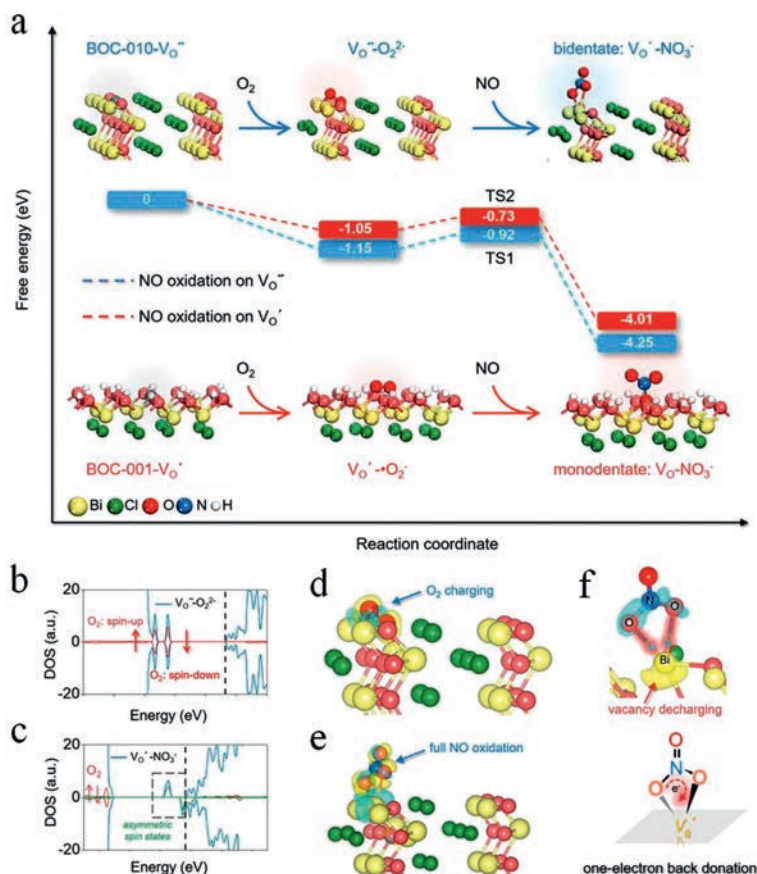 a
BOC-010-Vo¨
Vo¨-O₂²⁻
bidentate: Vo´-NO₃⁻
O₂
NO
Free energy (eV)
0
-1.05
-1.15
TS2
-0.73
-0.92
TS1
NO oxidation on Vo¨
NO oxidation on Vo´
-4.01
-4.25
O₂
NO
BOC-001-Vo´
Vo´-•O₂⁻
monodentate: Vo-NO₃⁻
Bi Cl O N H
Reaction coordinate
b
20
Vo¨-O₂²⁻
O₂: spin-up
DOS (a.u.)
0
O₂: spin-down
-20
Energy (eV)
c
20
Vo´-NO₃⁻
O₂
DOS (a.u.)
0
asymmetric
spin states
-20
Energy (eV)
d
O₂ charging
e
full NO oxidation
f
N
O O
Bi
vacancy decharging
O
N
O O
e⁻
one-electron back donation